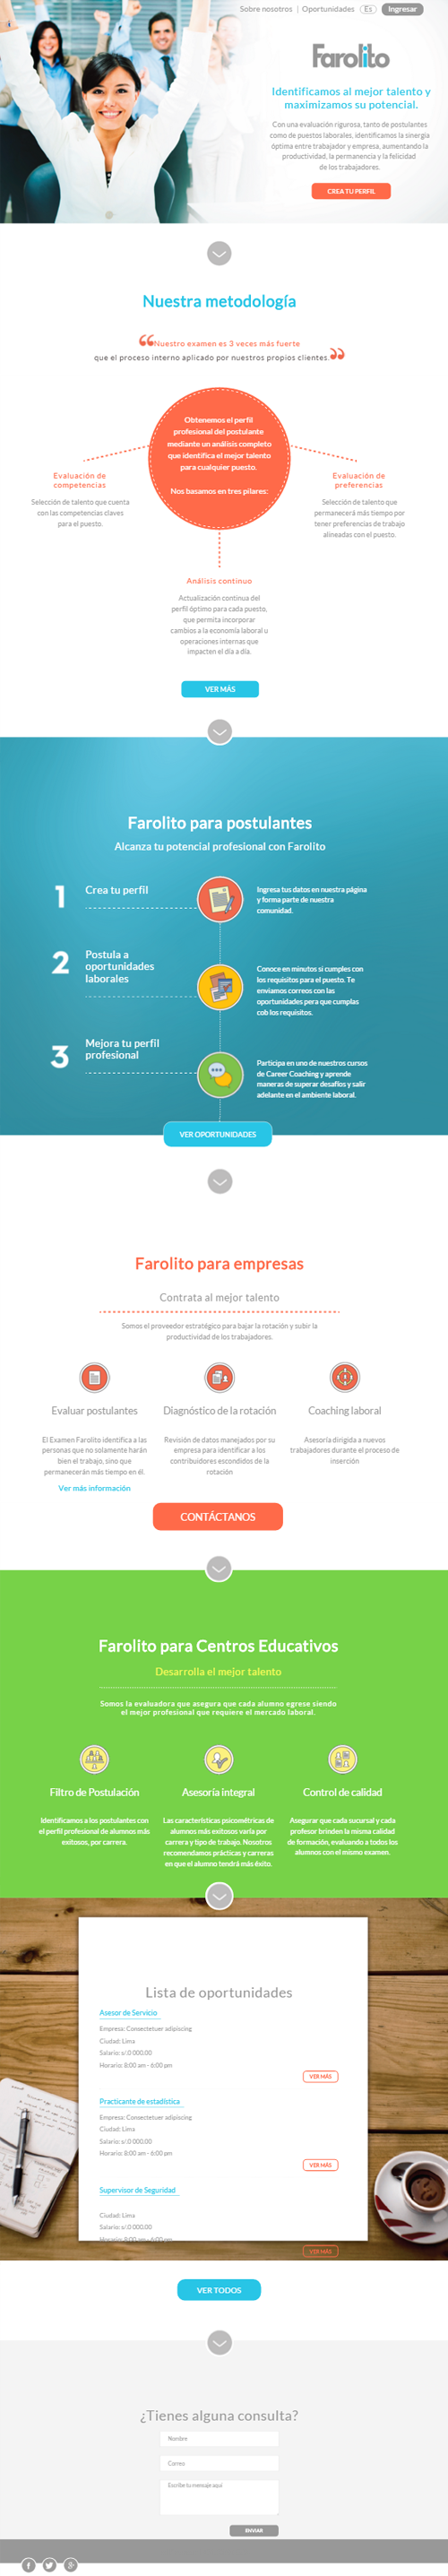 Sobre nosotros | Oportunidades Es Ingresar
Farolito
Identificamos al mejor talento y
maximizamos su potencial.
Con una evaluación rigurosa, tanto de postulantes
como de puestos laborales, identificamos la sinergia
óptima entre trabajador y empresa, aumentando la
productividad, la permanencia y la felicidad
de los trabajadores.
CREA TU PERFIL
Nuestra metodología
“Nuestro examen es 3 veces más fuerte
que el proceso interno aplicado por nuestros propios clientes.”
Obtenemos el perfil
profesional del postulante
mediante un análisis completo
que identifica el mejor talento
para cualquier puesto.
Nos basamos en tres pilares:
Evaluación de
competencias
Selección de talento que cuenta
con las competencias claves
para el puesto.
Evaluación de
preferencias
Selección de talento que
permanecerá más tiempo por
tener preferencias de trabajo
alineadas con el puesto.
Análisis continuo
Actualización continua del
perfil óptimo para cada puesto,
que permita incorporar
cambios a la economía laboral u
operaciones internas que
impacten el día a día.
VER MÁS
Farolito para postulantes
Alcanza tu potencial profesional con Farolito
1 Crea tu perfil
Ingresa tus datos en nuestra página
y forma parte de nuestra
comunidad.
2 Postula a
oportunidades
laborales
Conoce en minutos si cumples con
los requisitos para el puesto. Te
enviamos correos con las
oportunidades pera que cumplas
cob los requisitos.
3 Mejora tu perfil
profesional
Participa en uno de nuestros cursos
de Career Coaching y aprende
maneras de superar desafíos y salir
adelante en el ambiente laboral.
VER OPORTUNIDADES
Farolito para empresas
Contrata al mejor talento
Somos el proveedor estratégico para bajar la rotación y subir la
productividad de los trabajadores.
Evaluar postulantes
El Examen Farolito identifica a las
personas que no solamente harán
bien el trabajo, sino que
permanecerán más tiempo en él.
Ver más información
Diagnóstico de la rotación
Revisión de datos manejados por su
empresa para identificar a los
contribuidores escondidos de la
rotación
Coaching laboral
Asesoría dirigida a nuevos
trabajadores durante el proceso de
inserción
CONTÁCTANOS
Farolito para Centros Educativos
Desarrolla el mejor talento
Somos la evaluadora que asegura que cada alumno egrese siendo
el mejor profesional que requiere el mercado laboral.
Filtro de Postulación
Identificamos a los postulantes con
el perfil profesional de alumnos más
exitosos, por carrera.
Asesoría integral
Las características psicométricas de
alumnos más exitosos varía por
carrera y tipo de trabajo. Nosotros
recomendamos prácticas y carreras
en que el alumno tendrá más éxito.
Control de calidad
Asegurar que cada sucursal y cada
profesor brinden la misma calidad
de formación, evaluando a todos los
alumnos con el mismo examen.
Lista de oportunidades
Asesor de Servicio
Empresa: Consectetuer adipiscing
Ciudad: Lima
Salario: s/.0 000.00
Horario: 8:00 am - 6:00 pm
VER MÁS
Practicante de estadística
Empresa: Consectetuer adipiscing
Ciudad: Lima
Salario: s/.0 000.00
Horario: 8:00 am - 6:00 pm
VER MÁS
Supervisor de Seguridad
Ciudad: Lima
Salario: s/.0 000.00
Horario: 8:00 am - 6:00 pm
VER MÁS
VER TODOS
¿Tienes alguna consulta?
Nombre
Correo
Escribe tu mensaje aquí
ENVIAR